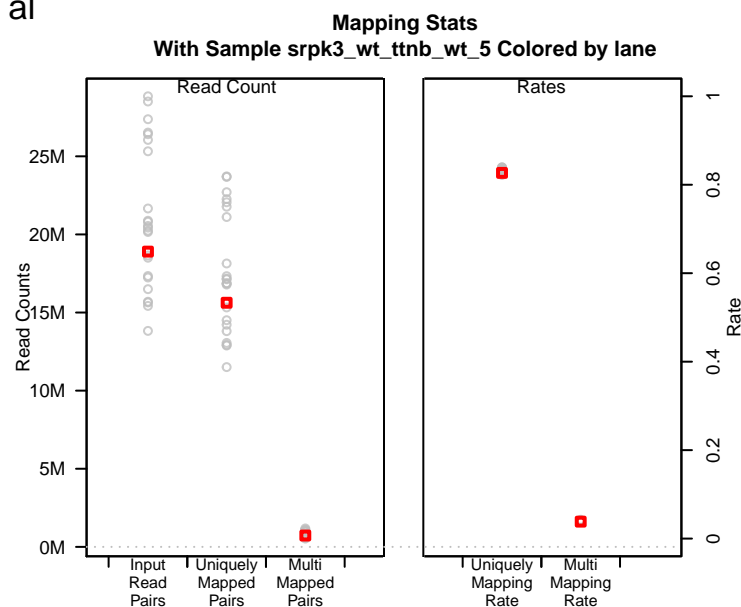 al
Mapping Stats
With Sample srpk3_wt_ttnb_wt_5 Colored by lane
Read Count
Rates
25M
20M
15M
10M
5M
0M
Read Counts
Input
Read
Pairs
Uniquely
Mapped
Pairs
Multi
Mapped
Pairs
Uniquely
Mapping
Rate
Multi
Mapping
Rate
1
0.8
0.6
0.4
0.2
0
Rate